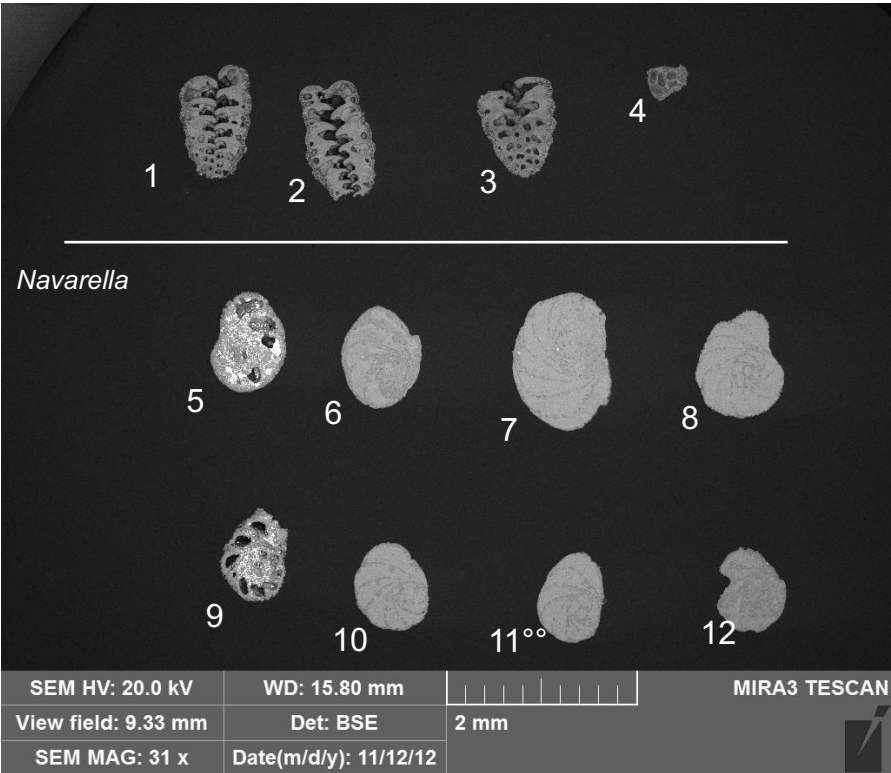 4
1
2
3
Navarella
5
6
7
8
9
10
11°°
12
SEM HV: 20.0 kV
WD: 15.80 mm
MIRA3 TESCAN
View field: 9.33 mm
Det: BSE
2 mm
SEM MAG: 31 x
Date(m/d/y): 11/12/12